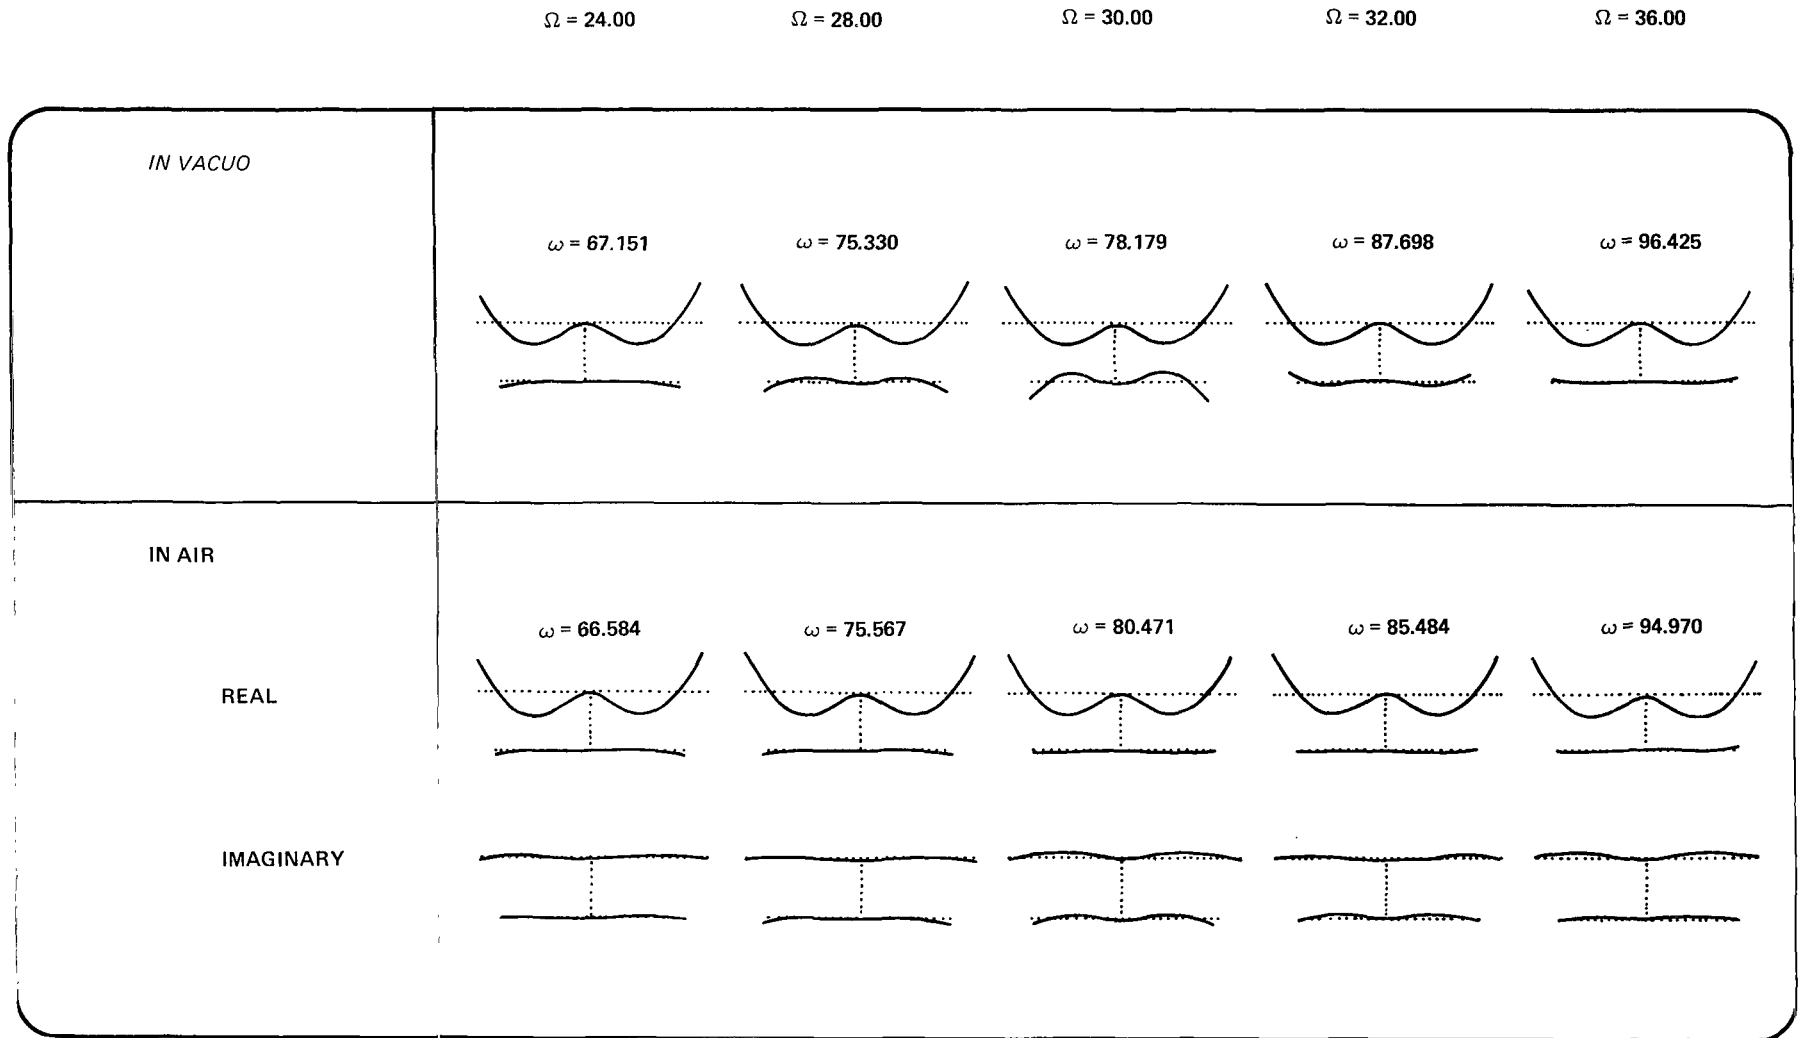 Ω = 24.00 Ω = 28.00 Ω = 30.00 Ω = 32.00 Ω = 36.00
IN VACUO
ω = 67.151 ω = 75.330 ω = 78.179 ω = 87.698 ω = 96.425
IN AIR
ω = 66.584 ω = 75.567 ω = 80.471 ω = 85.484 ω = 94.970
REAL
IMAGINARY